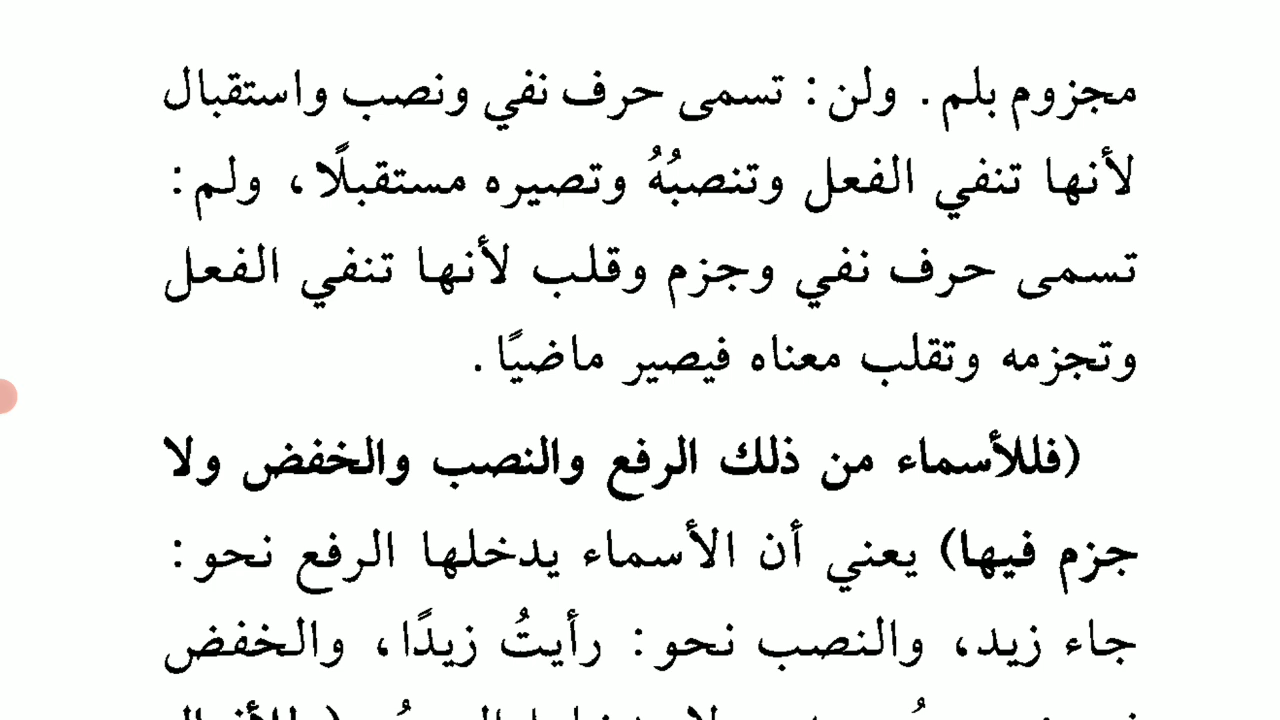 مجزوم بلم. ولن: تسمى حرف نفي ونصب واستقبال
لأنها تنفي الفعل وتنصبُهُ وتصيره مستقبلًا، ولم:
تسمى حرف نفي وجزم وقلب لأنها تنفي الفعل
وتجزمه وتقلب معناه فيصير ماضيًا.
(فللأسماء من ذلك الرفع والنصب والخفض ولا
جزم فيها) يعني أن الأسماء يدخلها الرفع نحو:
جاء زيد، والنصب نحو: رأيتُ زيدًا، والخفض